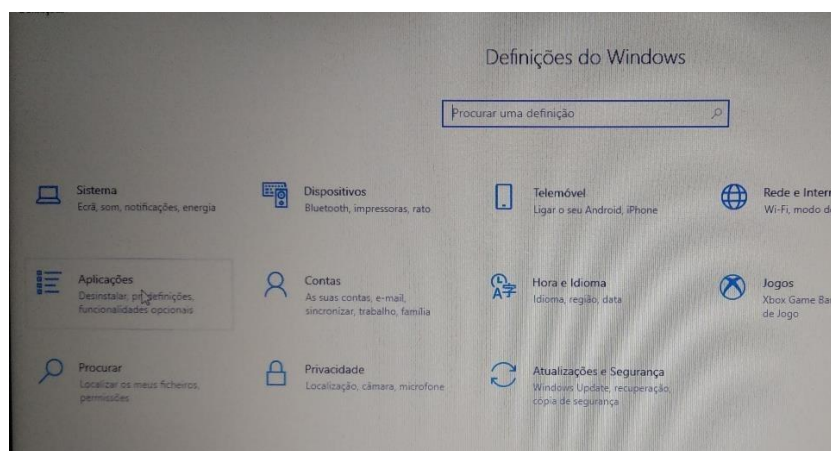 Definições do Windows
Procurar uma definição
Sistema
Ecrã, som, notificações, energia
Dispositivos
Bluetooth, impressoras, rato
Telemóvel
Ligar o seu Android, iPhone
Rede e Intern
Wi-Fi, modo d
Aplicações
Desinstalar, predefinições,
funcionalidades opcionais
Contas
As suas contas, e-mail,
sincronizar, trabalho, família
Hora e Idioma
Idioma, região, data
Jogos
Xbox Game Ba
de Jogo
Procurar
Localizar os meus ficheiros,
permissões
Privacidade
Localização, câmara, microfone
Atualizações e Segurança
Windows Update, recuperação,
cópia de segurança